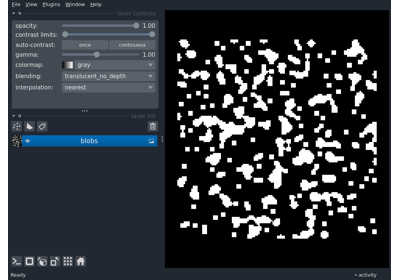 File View Plugins Window Help
layer controls
opacity: 1.00
contrast limits:
auto-contrast: once continuous
gamma: 1.00
colormap: gray
blending: translucent_no_depth
interpolation: nearest
layer list
blobs
Ready activity